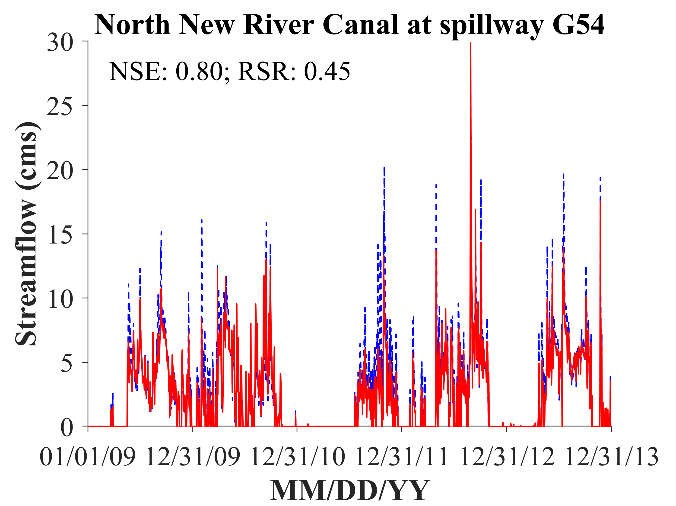 North New River Canal at spillway G54
NSE: 0.80; RSR: 0.45
30
25
20
15
10
5
0
Streamflow (cms)
01/01/09 12/31/09 12/31/10 12/31/11 12/31/12 12/31/13
MM/DD/YY